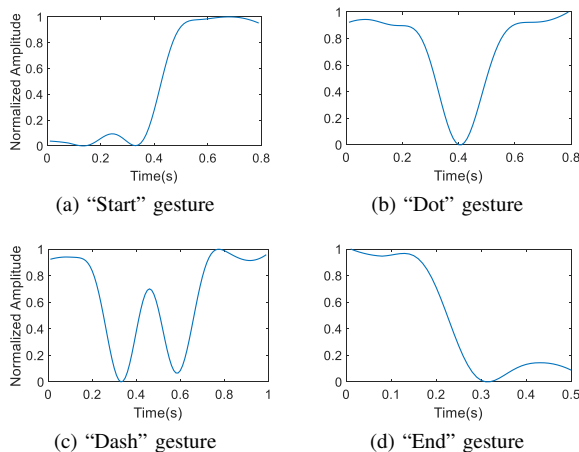 Normalized Amplitude
1
0.8
0.6
0.4
0.2
0
0 0.2 0.4 0.6 0.8
Time(s)
(a) “Start” gesture
1
0.8
0.6
0.4
0.2
0
0 0.2 0.4 0.6 0.8
Time(s)
(b) “Dot” gesture
Normalized Amplitude
1
0.8
0.6
0.4
0.2
0
0 0.2 0.4 0.6 0.8 1
Time(s)
(c) “Dash” gesture
1
0.8
0.6
0.4
0.2
0
0 0.1 0.2 0.3 0.4 0.5
Time(s)
(d) “End” gesture